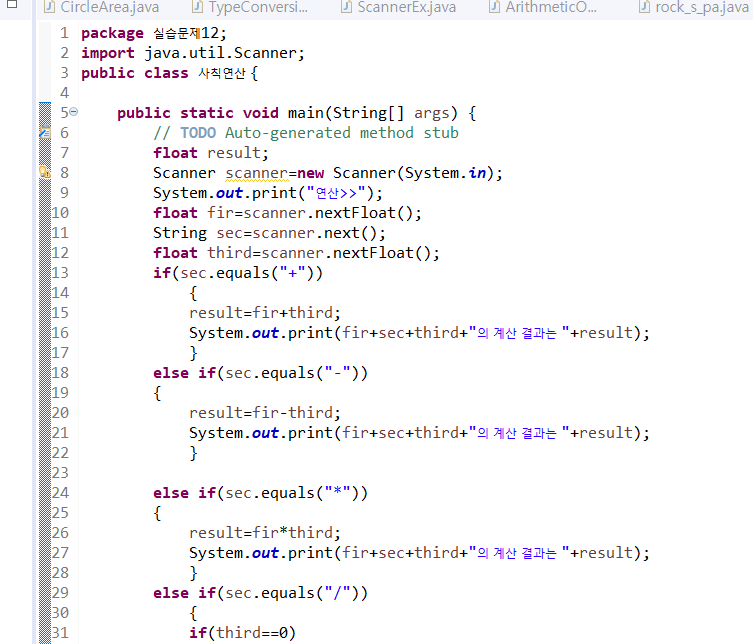 CircleArea.java TypeConversi... ScannerEx.java ArithmeticO... rock_s_pa.java
1 package 실습문제12;
2 import java.util.Scanner;
3 public class 사칙연산 {
4
5 public static void main(String[] args) {
6 // TODO Auto-generated method stub
7 float result;
8 Scanner scanner=new Scanner(System.in);
9 System.out.print("연산>>");
10 float fir=scanner.nextFloat();
11 String sec=scanner.next();
12 float third=scanner.nextFloat();
13 if(sec.equals("+"))
14 {
15 result=fir+third;
16 System.out.print(fir+sec+third+"의 계산 결과는 "+result);
17 }
18 else if(sec.equals("-"))
19 {
20 result=fir-third;
21 System.out.print(fir+sec+third+"의 계산 결과는 "+result);
22 }
23
24 else if(sec.equals("*"))
25 {
26 result=fir*third;
27 System.out.print(fir+sec+third+"의 계산 결과는 "+result);
28 }
29 else if(sec.equals("/"))
30 {
31 if(third==0)